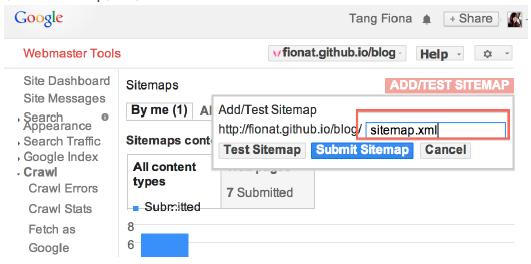 Google
Tang Fiona
+ Share
Webmaster Tools
fionat.github.io/blog
Help
Site Dashboard
Site Messages
Search
Appearance
Search Traffic
Google Index
Crawl
Crawl Errors
Crawl Stats
Fetch as
Google
Sitemaps
ADD/TEST SITEMAP
By me (1)
Add/Test Sitemap
http://fionat.github.io/blog/ sitemap.xml
Test Sitemap
Submit Sitemap
Cancel
Sitemaps
All content
types
7 Submitted
Submitted
8
6